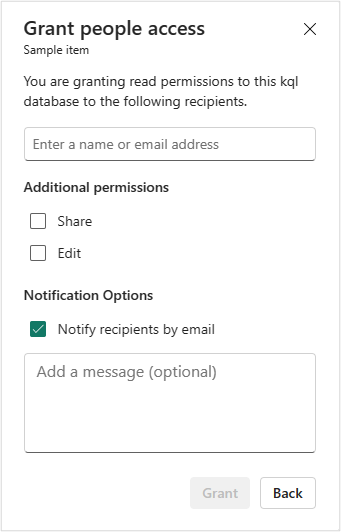 Grant people access
Sample item
You are granting read permissions to this kql
database to the following recipients.
Enter a name or email address
Additional permissions
Share
Edit
Notification Options
Notify recipients by email
Add a message (optional)
Grant
Back